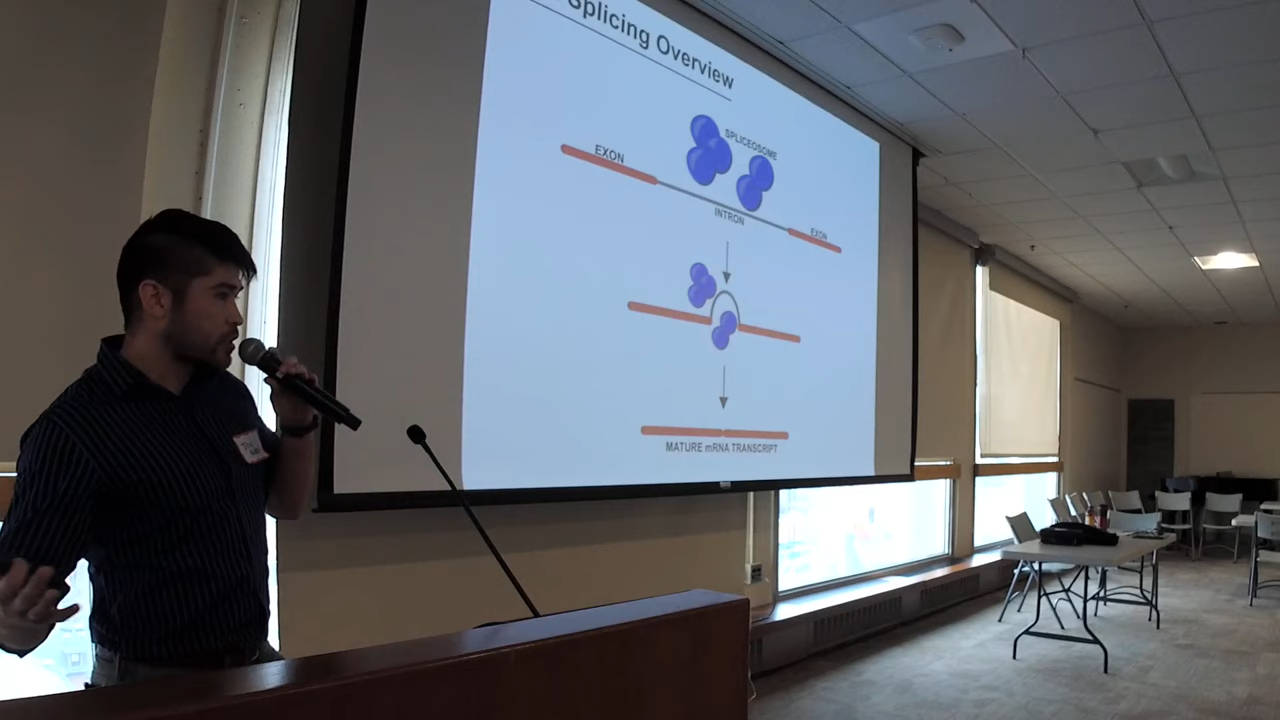 Splicing Overview
SPLICEOSOME
EXON
INTRON
EXON
MATURE mRNA TRANSCRIPT